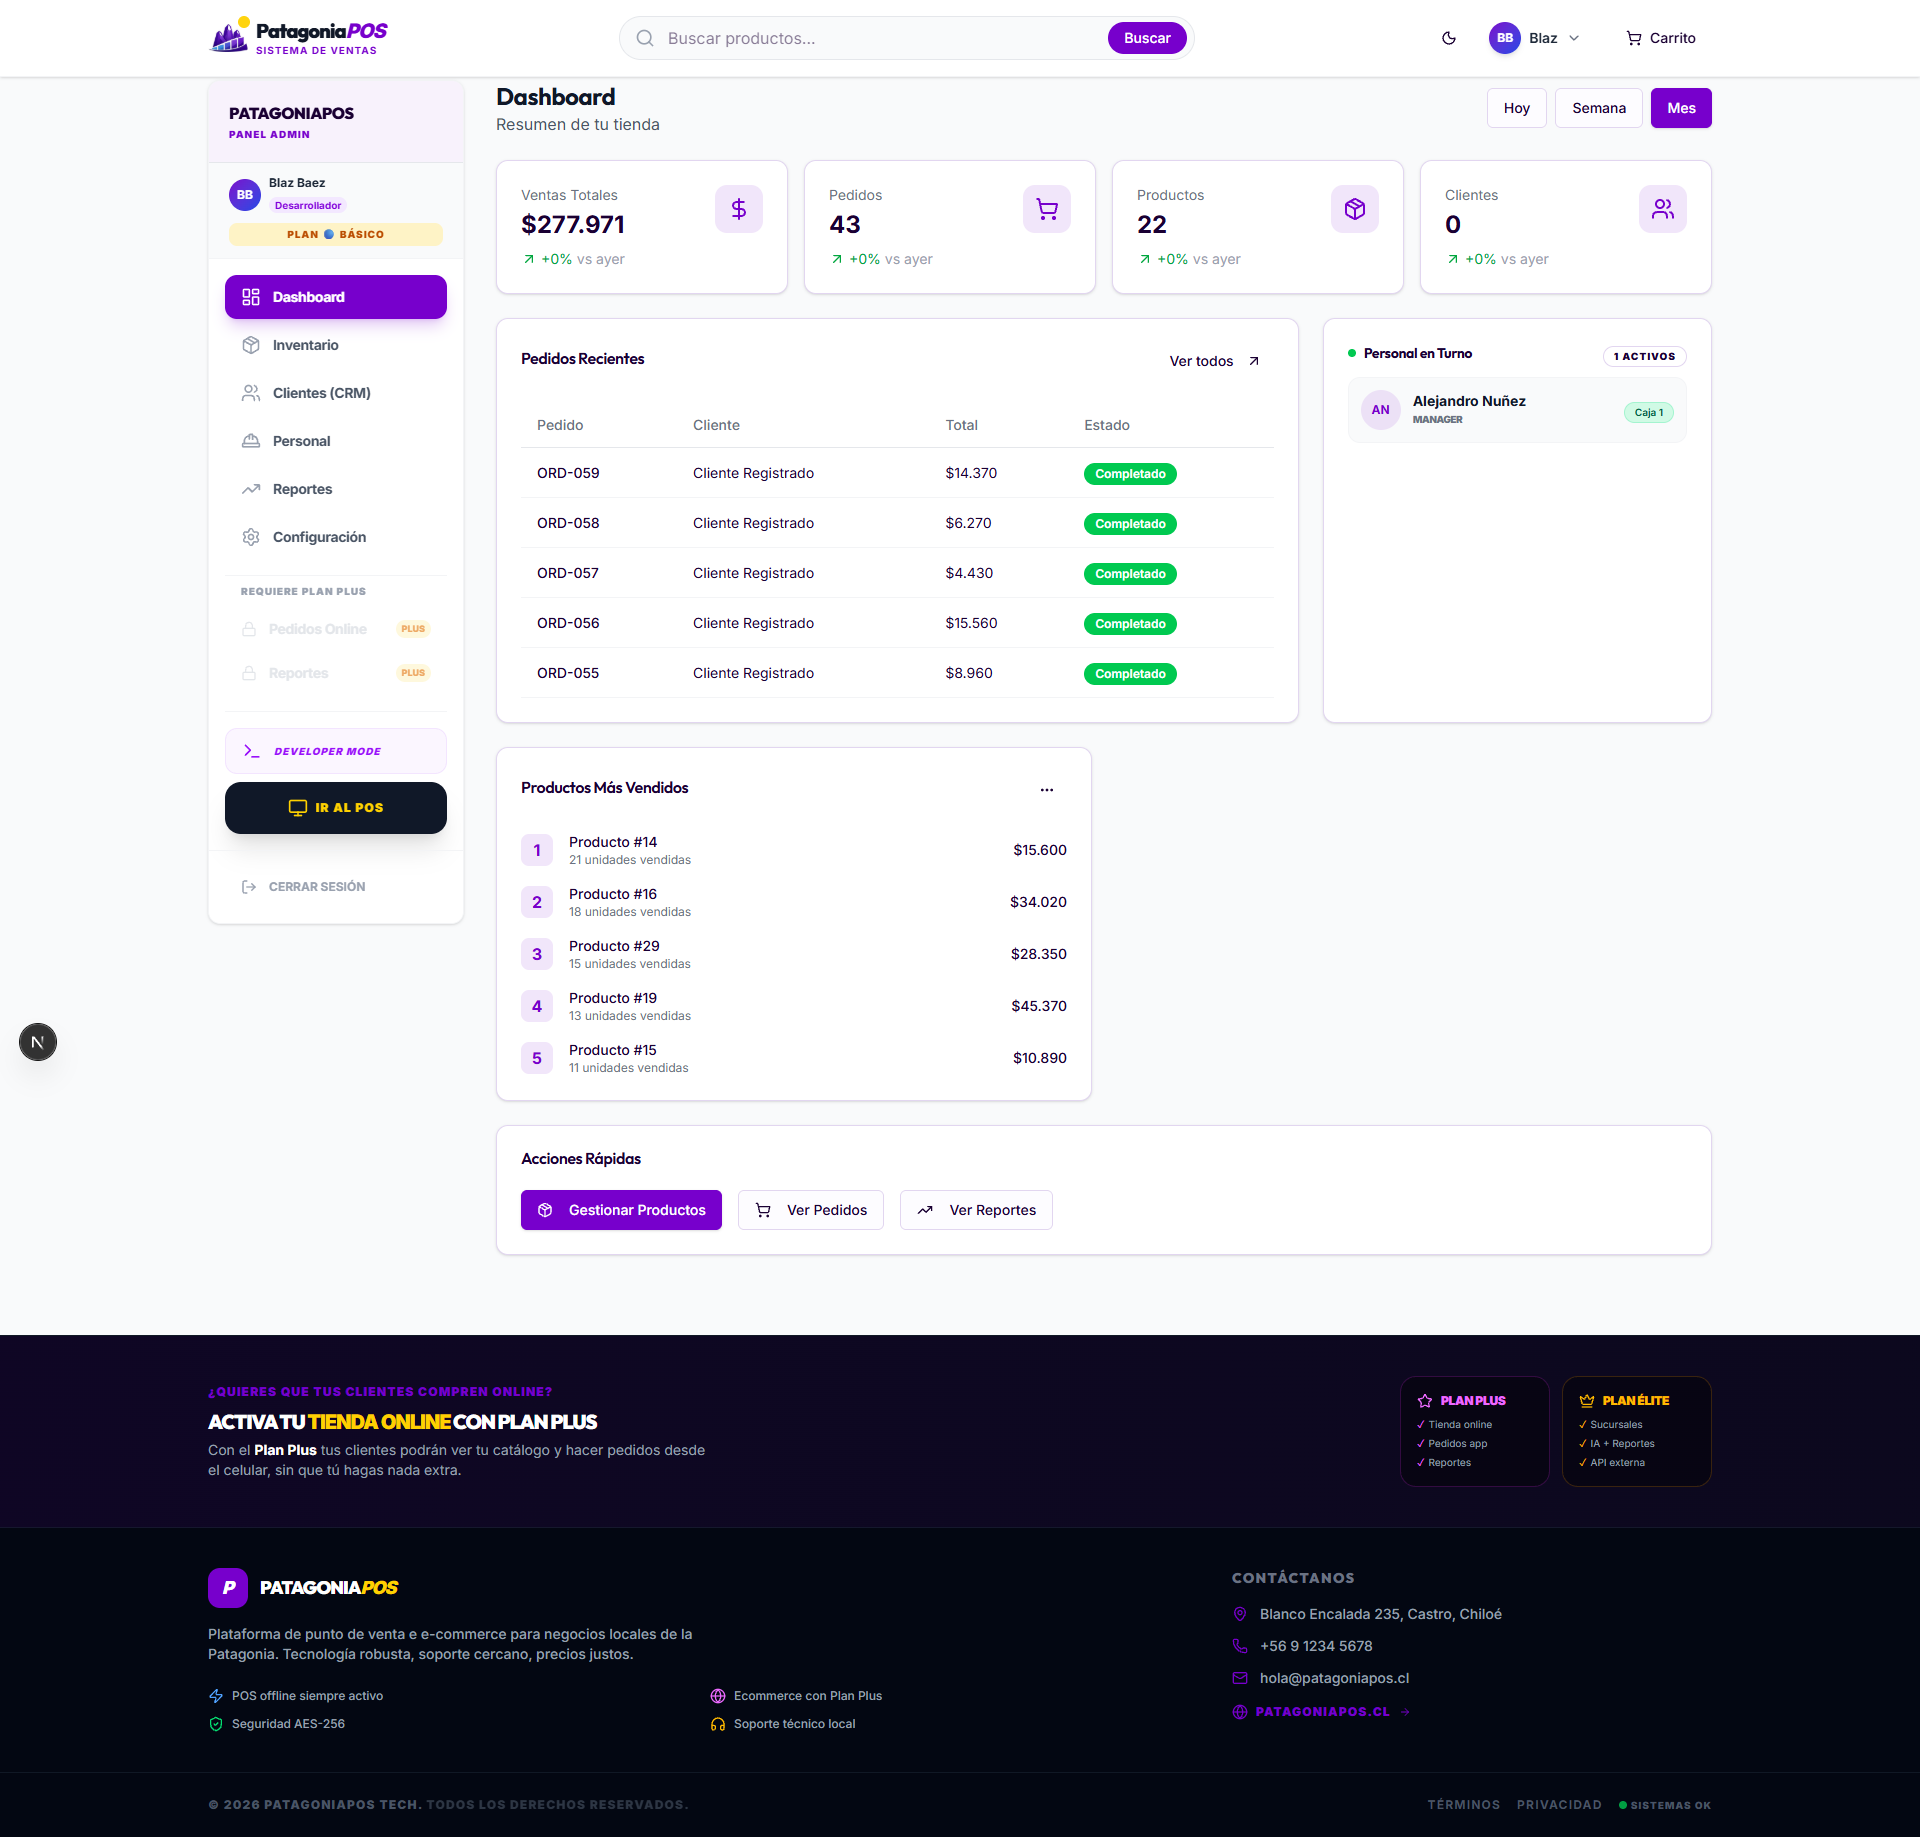 PatagoniaPOS
SISTEMA DE VENTAS
Buscar productos...
Buscar
BB
Blaz
Carrito
PATAGONIAPOS
PANEL ADMIN
BB
Blaz Baez
Desarrollador
PLAN BÁSICO
Dashboard
Inventario
Clientes (CRM)
Personal
Reportes
Configuración
REQUIERE PLAN PLUS
Pedidos Online PLUS
Reportes PLUS
DEVELOPER MODE
IR AL POS
CERRAR SESIÓN
N
Dashboard
Resumen de tu tienda
Hoy
Semana
Mes
Ventas Totales
$277.971
+0% vs ayer
Pedidos
43
+0% vs ayer
Productos
22
+0% vs ayer
Clientes
0
+0% vs ayer
Pedidos Recientes
Ver todos
Pedido Cliente Total Estado
ORD-059 Cliente Registrado $14.370 Completado
ORD-058 Cliente Registrado $6.270 Completado
ORD-057 Cliente Registrado $4.430 Completado
ORD-056 Cliente Registrado $15.560 Completado
ORD-055 Cliente Registrado $8.960 Completado
Personal en Turno
1 ACTIVOS
AN
Alejandro Nuñez
MANAGER
Caja 1
Productos Más Vendidos
...
1 Producto #14 $15.600
21 unidades vendidas
2 Producto #16 $34.020
18 unidades vendidas
3 Producto #29 $28.350
15 unidades vendidas
4 Producto #19 $45.370
13 unidades vendidas
5 Producto #15 $10.890
11 unidades vendidas
Acciones Rápidas
Gestionar Productos
Ver Pedidos
Ver Reportes
¿QUIERES QUE TUS CLIENTES COMPREN ONLINE?
ACTIVA TU TIENDA ONLINE CON PLAN PLUS
Con el Plan Plus tus clientes podrán ver tu catálogo y hacer pedidos desde
el celular, sin que tú hagas nada extra.
PLAN PLUS
✓ Tienda online
✓ Pedidos app
✓ Reportes
PLAN ÉLITE
✓ Sucursales
✓ IA + Reportes
✓ API externa
P
PATAGONIAPOS
Plataforma de punto de venta e e-commerce para negocios locales de la
Patagonia. Tecnología robusta, soporte cercano, precios justos.
POS offline siempre activo
Ecommerce con Plan Plus
Seguridad AES-256
Soporte técnico local
CONTÁCTANOS
Blanco Encalada 235, Castro, Chiloé
+56 9 1234 5678
hola@patagoniapos.cl
PATAGONIAPOS.CL →
© 2026 PATAGONIAPOS TECH. TODOS LOS DERECHOS RESERVADOS.
TÉRMINOS
PRIVACIDAD
SISTEMAS OK